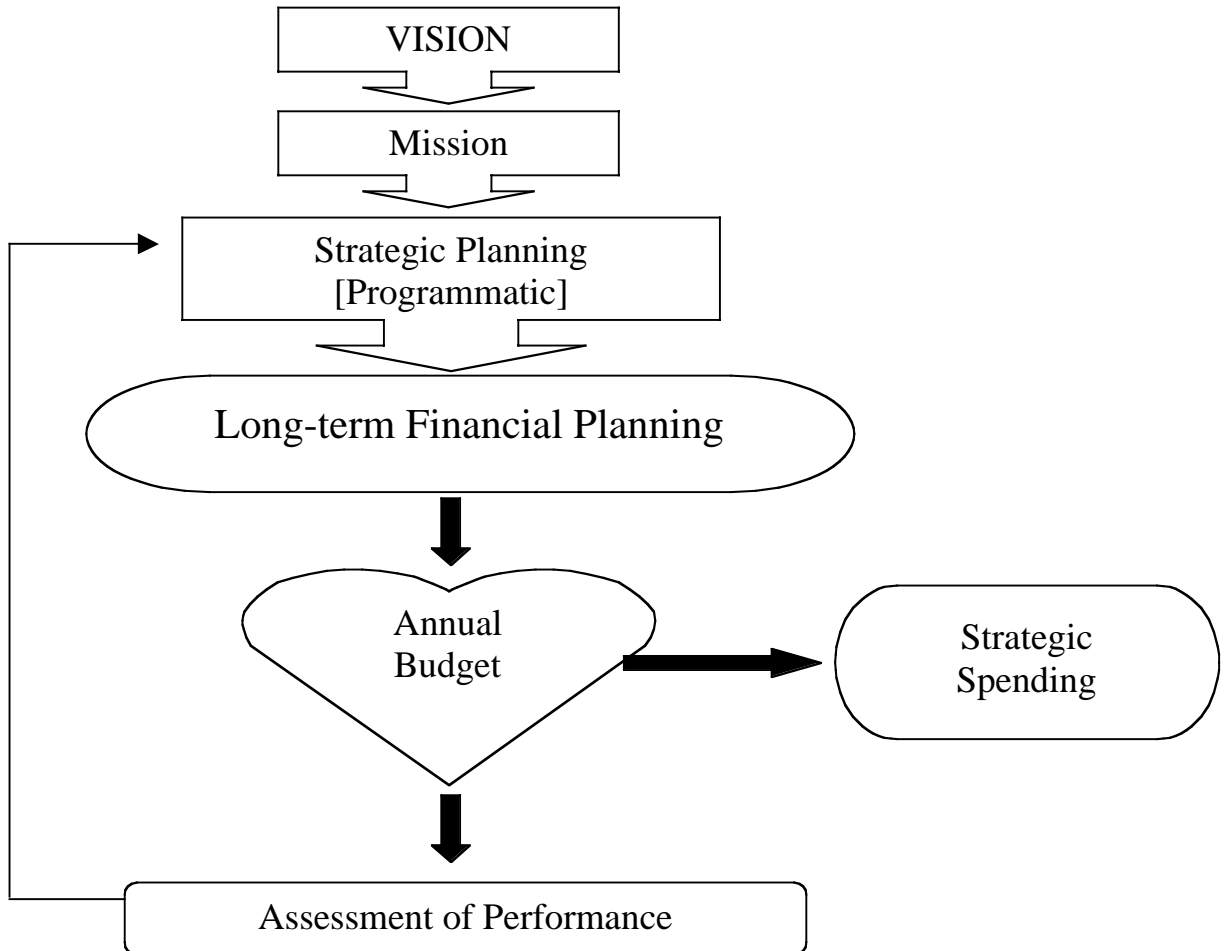 VISION
Mission
Strategic Planning
[Programmatic]
Long-term Financial Planning
Annual
Budget
Strategic
Spending
Assessment of Performance